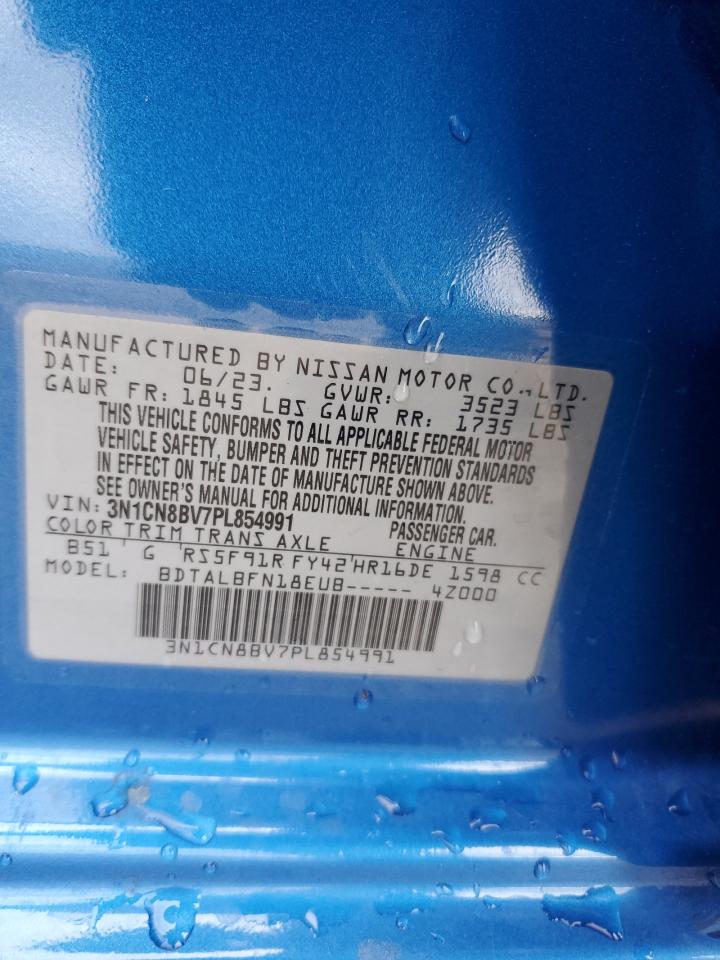 MANUFACTURED BY NISSAN MOTOR CO., LTD.
DATE: 06/23. GVWR: 3523 LBS
GAWR FR: 1845 LBS GAWR RR: 1735 LBS
THIS VEHICLE CONFORMS TO ALL APPLICABLE FEDERAL MOTOR
VEHICLE SAFETY, BUMPER AND THEFT PREVENTION STANDARDS
IN EFFECT ON THE DATE OF MANUFACTURE SHOWN ABOVE.
SEE OWNER'S MANUAL FOR ADDITIONAL INFORMATION.
VIN: 3N1CN8BV7PL854991 PASSENGER CAR.
COLOR TRIM TRANS AXLE ENGINE
B51 G RS5F91R FY42 HR16DE 1598 CC
MODEL: BDTALBFN18EUB----- 4Z000
3N1CN8BV7PL854991